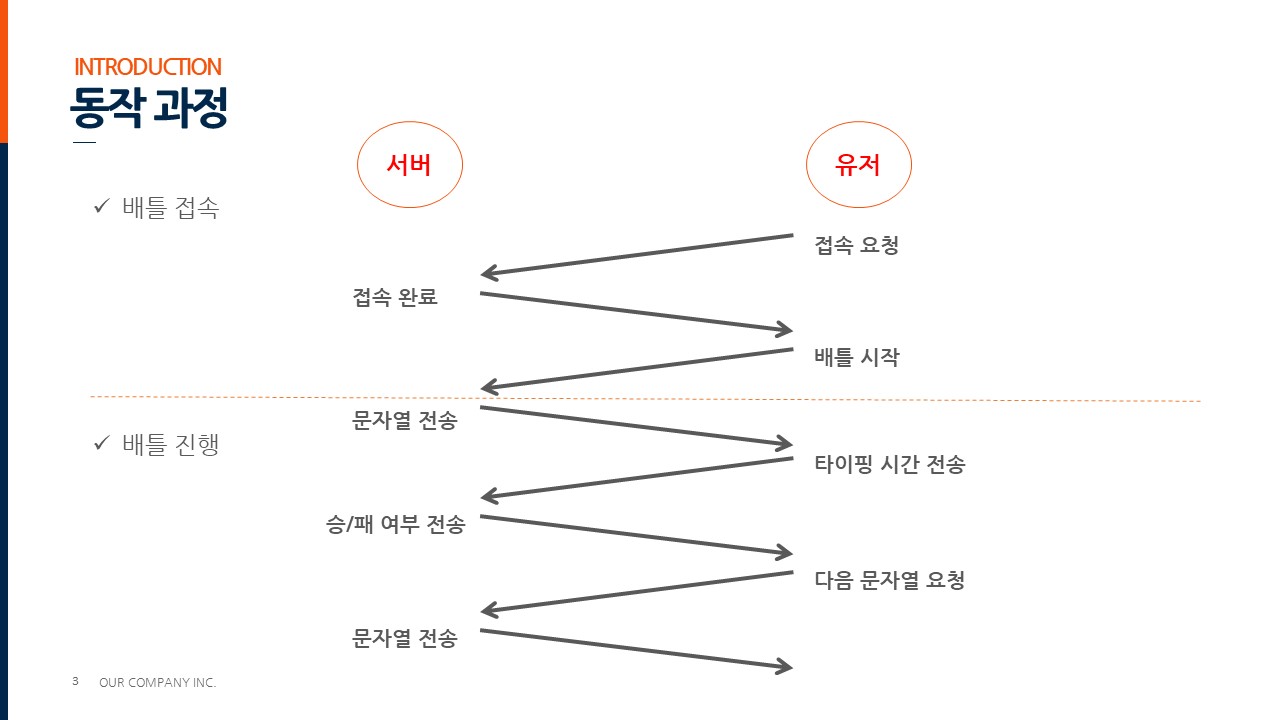 INTRODUCTION
동작 과정
서버
유저
배틀 접속
접속 요청
접속 완료
배틀 시작
문자열 전송
배틀 진행
타이핑 시간 전송
승/패 여부 전송
다음 문자열 요청
문자열 전송
3 OUR COMPANY INC.